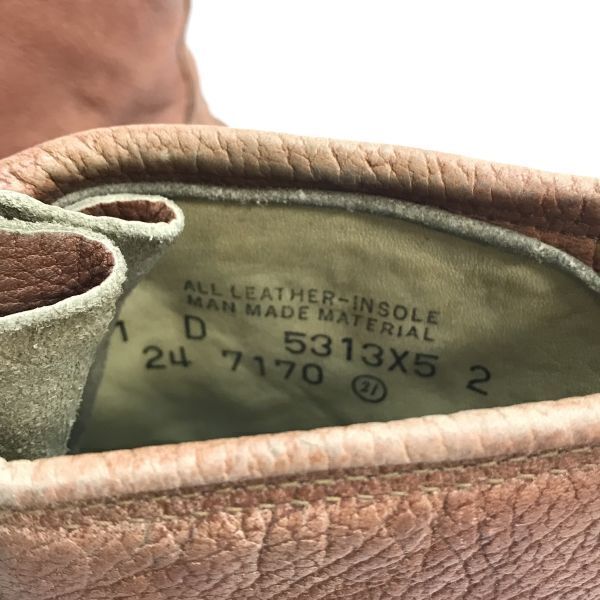 ALL LEATHER-INSOLE
MAN MADE MATERIAL
1 D 5313X5 2
24 7170 21